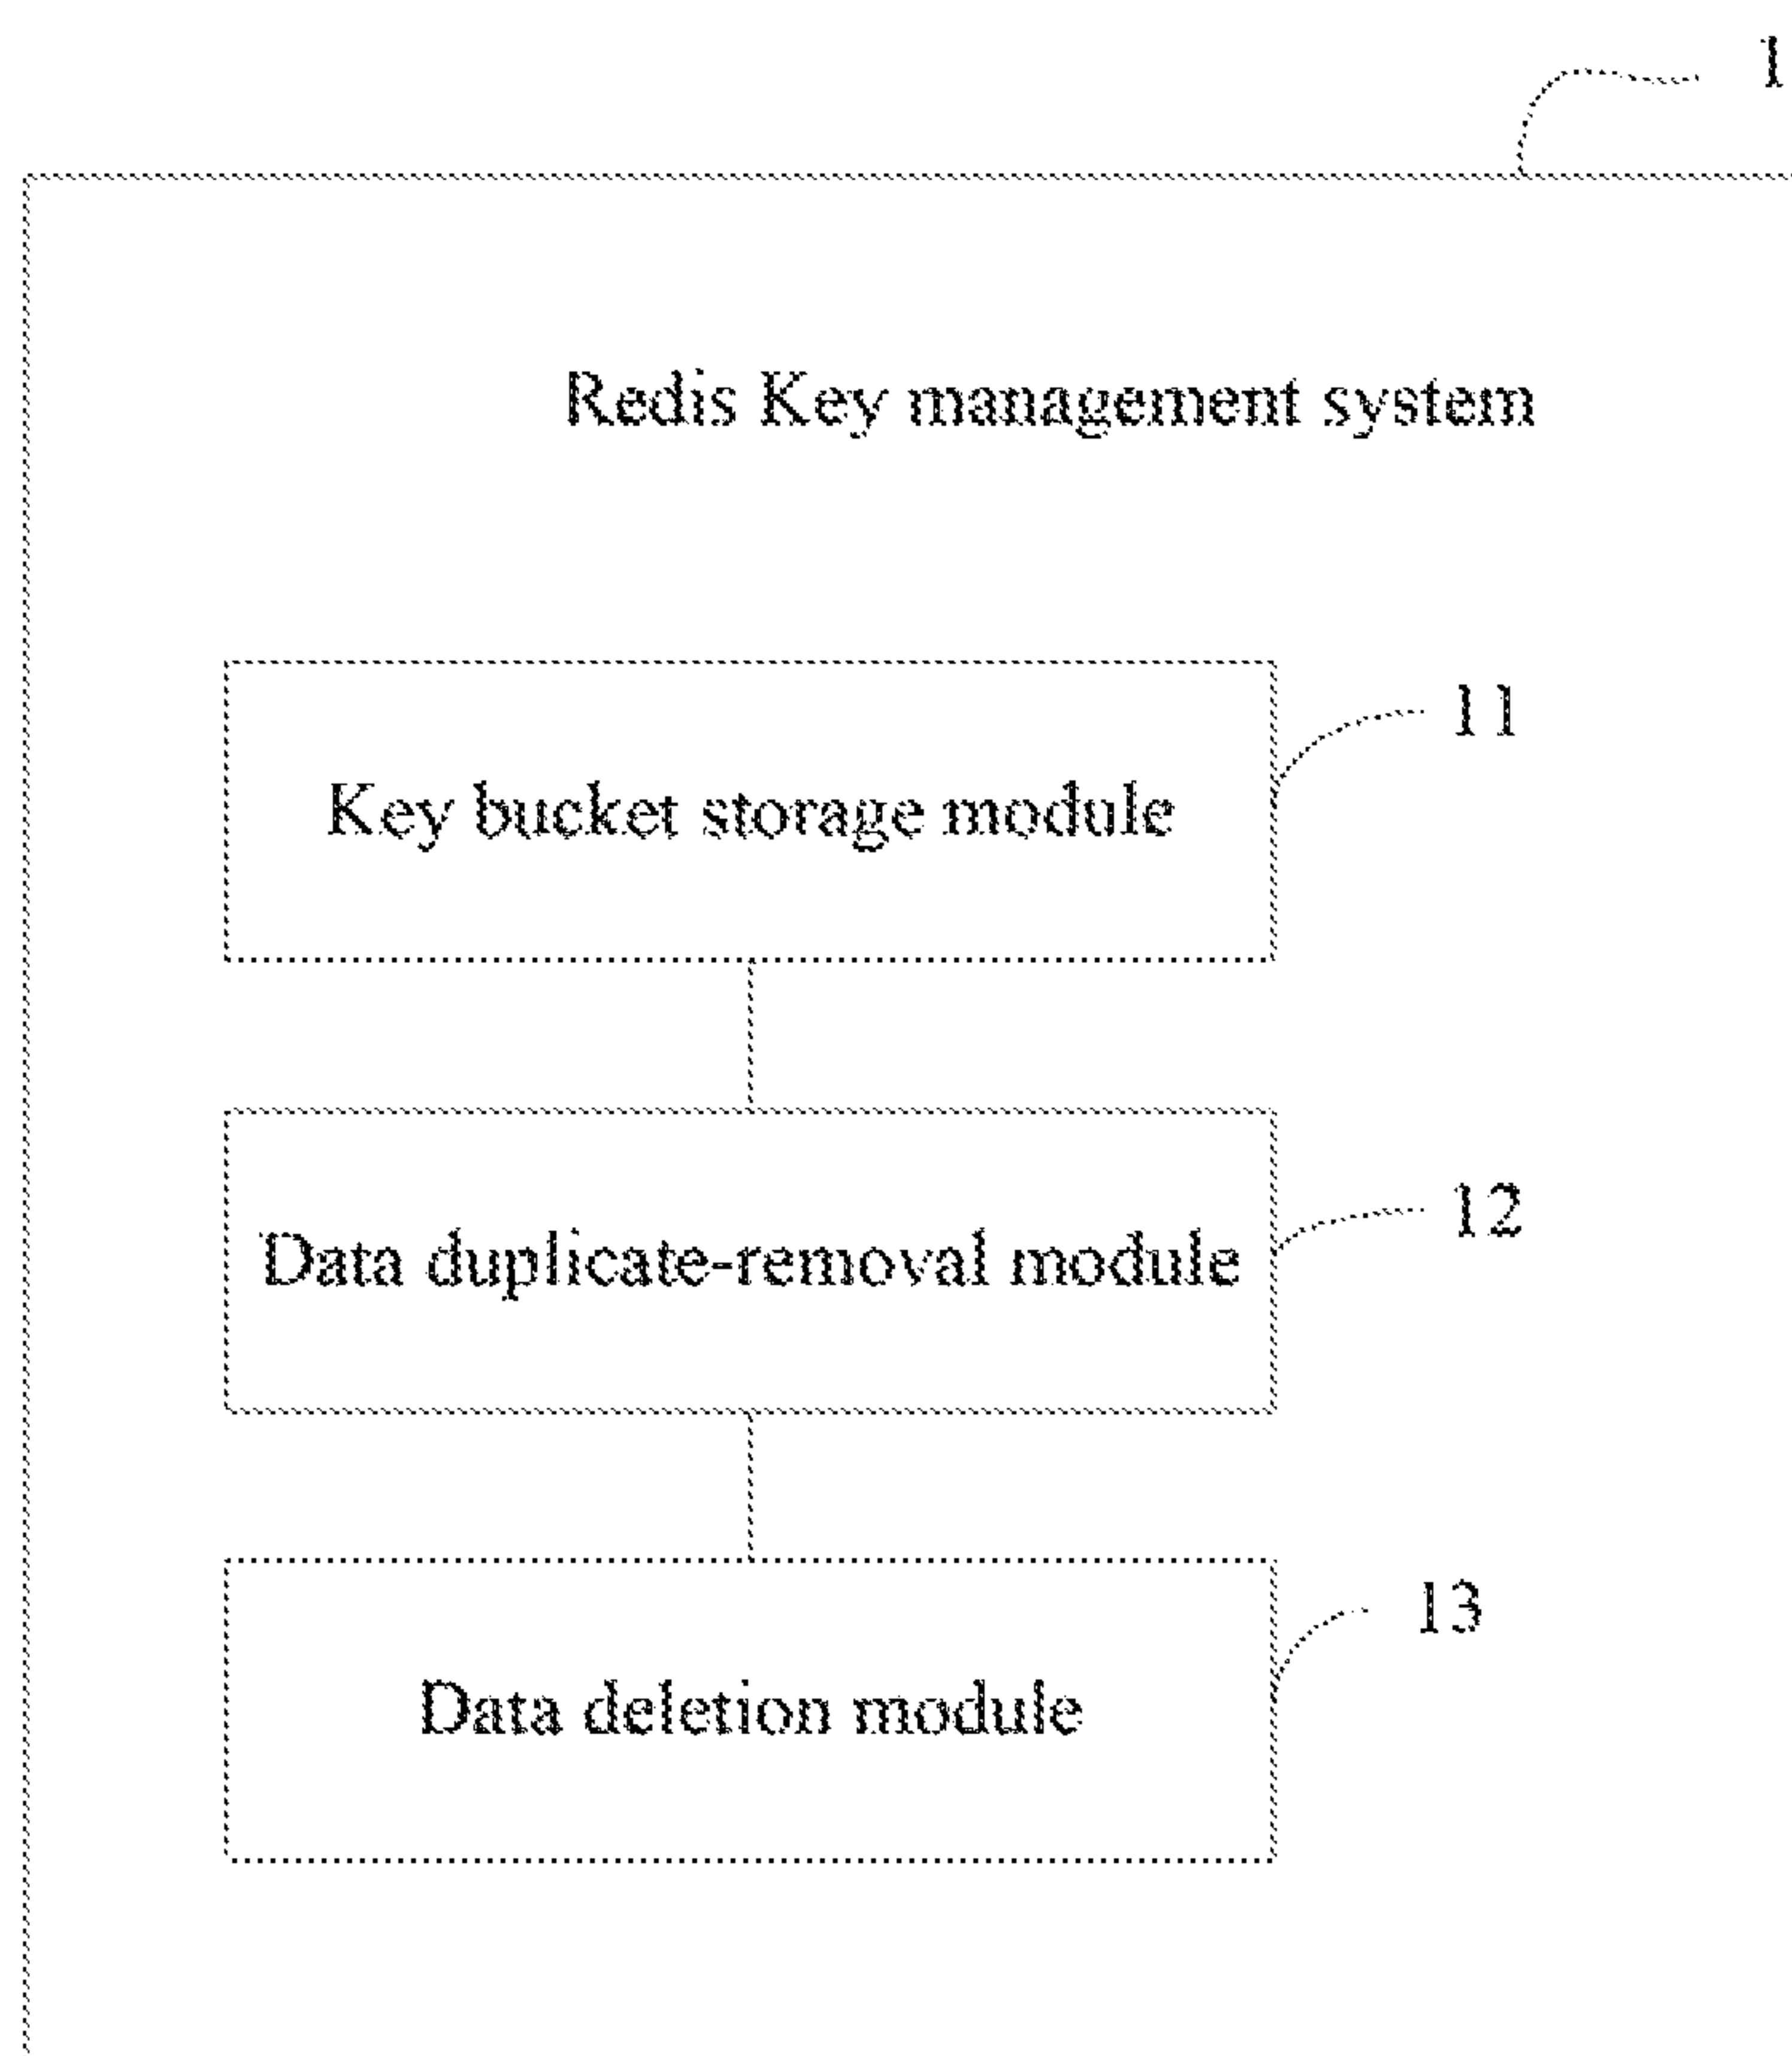 1
Redis Key management system
11
Key bucket storage module
12
Data duplicate-removal module
13
Data deletion module